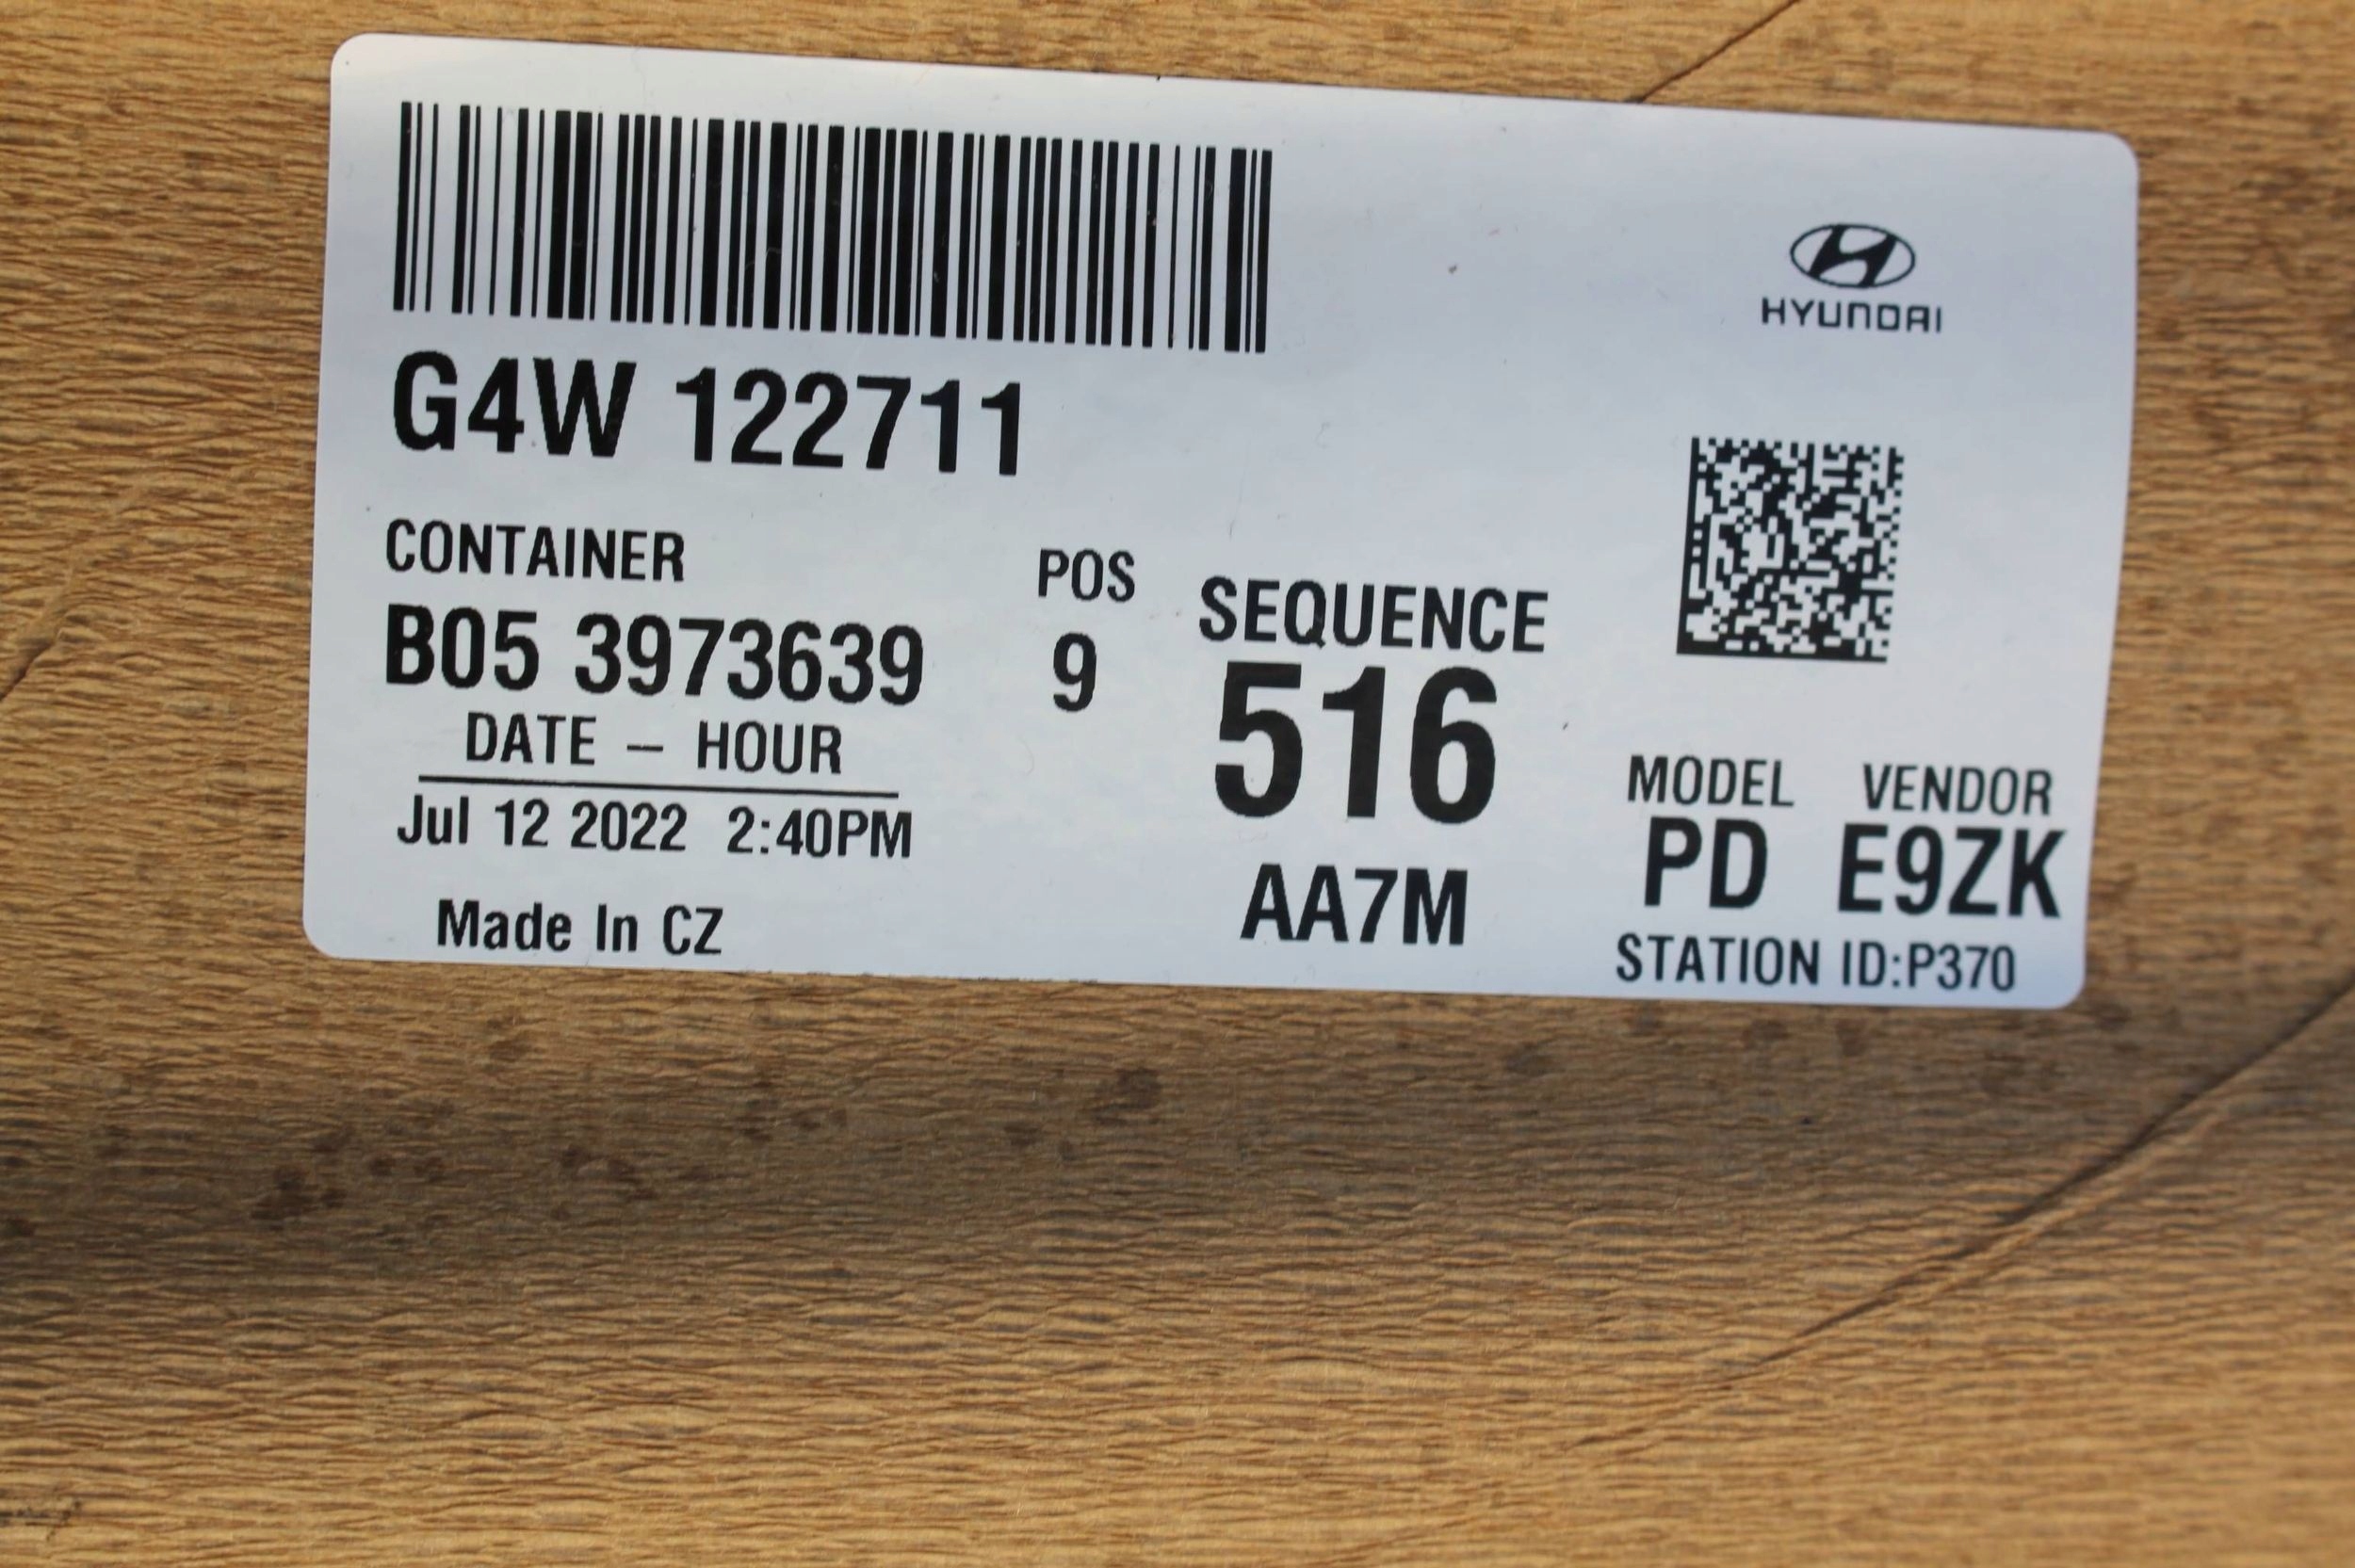 HYUNDAI
G4W 122711
CONTAINER POS SEQUENCE
B05 3973639 9 516
DATE – HOUR
Jul 12 2022 2:40PM
MODEL VENDOR
PD E9ZK
Made In CZ AA7M STATION ID:P370